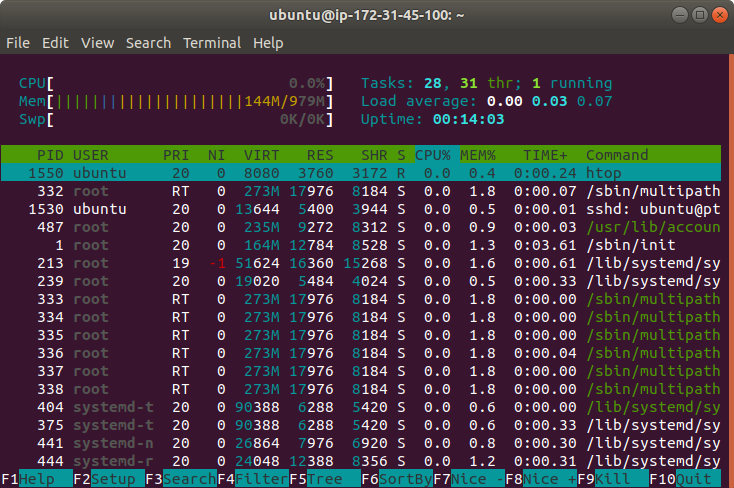 ubuntu@ip-172-31-45-100: ~
File Edit View Search Terminal Help
CPU[ 0.0%] Tasks: 28, 31 thr; 1 running
Mem[|||||||||||||||||||||||144M/979M] Load average: 0.00 0.03 0.07
Swp[ 0K/0K] Uptime: 00:14:03
PID USER PRI NI VIRT RES SHR S CPU% MEM% TIME+ Command
1550 ubuntu 20 0 8080 3760 3172 R 0.0 0.4 0:00.24 htop
332 root RT 0 273M 17976 8184 S 0.0 1.8 0:00.07 /sbin/multipath
1530 ubuntu 20 0 13644 5400 3944 S 0.0 0.5 0:00.01 sshd: ubuntu@pt
487 root 20 0 235M 9272 8312 S 0.0 0.9 0:00.03 /usr/lib/accoun
1 root 20 0 164M 12784 8528 S 0.0 1.3 0:03.61 /sbin/init
213 root 19 -1 51624 16360 15268 S 0.0 1.6 0:00.61 /lib/systemd/sy
239 root 20 0 19020 5484 4024 S 0.0 0.5 0:00.33 /lib/systemd/sy
333 root RT 0 273M 17976 8184 S 0.0 1.8 0:00.00 /sbin/multipath
334 root RT 0 273M 17976 8184 S 0.0 1.8 0:00.00 /sbin/multipath
335 root RT 0 273M 17976 8184 S 0.0 1.8 0:00.00 /sbin/multipath
336 root RT 0 273M 17976 8184 S 0.0 1.8 0:00.04 /sbin/multipath
337 root RT 0 273M 17976 8184 S 0.0 1.8 0:00.00 /sbin/multipath
338 root RT 0 273M 17976 8184 S 0.0 1.8 0:00.00 /sbin/multipath
404 systemd-t 20 0 90388 6288 5420 S 0.0 0.6 0:00.00 /lib/systemd/sy
375 systemd-t 20 0 90388 6288 5420 S 0.0 0.6 0:00.33 /lib/systemd/sy
441 systemd-n 20 0 26864 7976 6920 S 0.0 0.8 0:00.30 /lib/systemd/sy
444 systemd-r 20 0 24048 12388 8356 S 0.0 1.2 0:00.31 /lib/systemd/sy
F1Help F2Setup F3SearchF4FilterF5Tree F6SortByF7Nice -F8Nice +F9Kill F10Quit